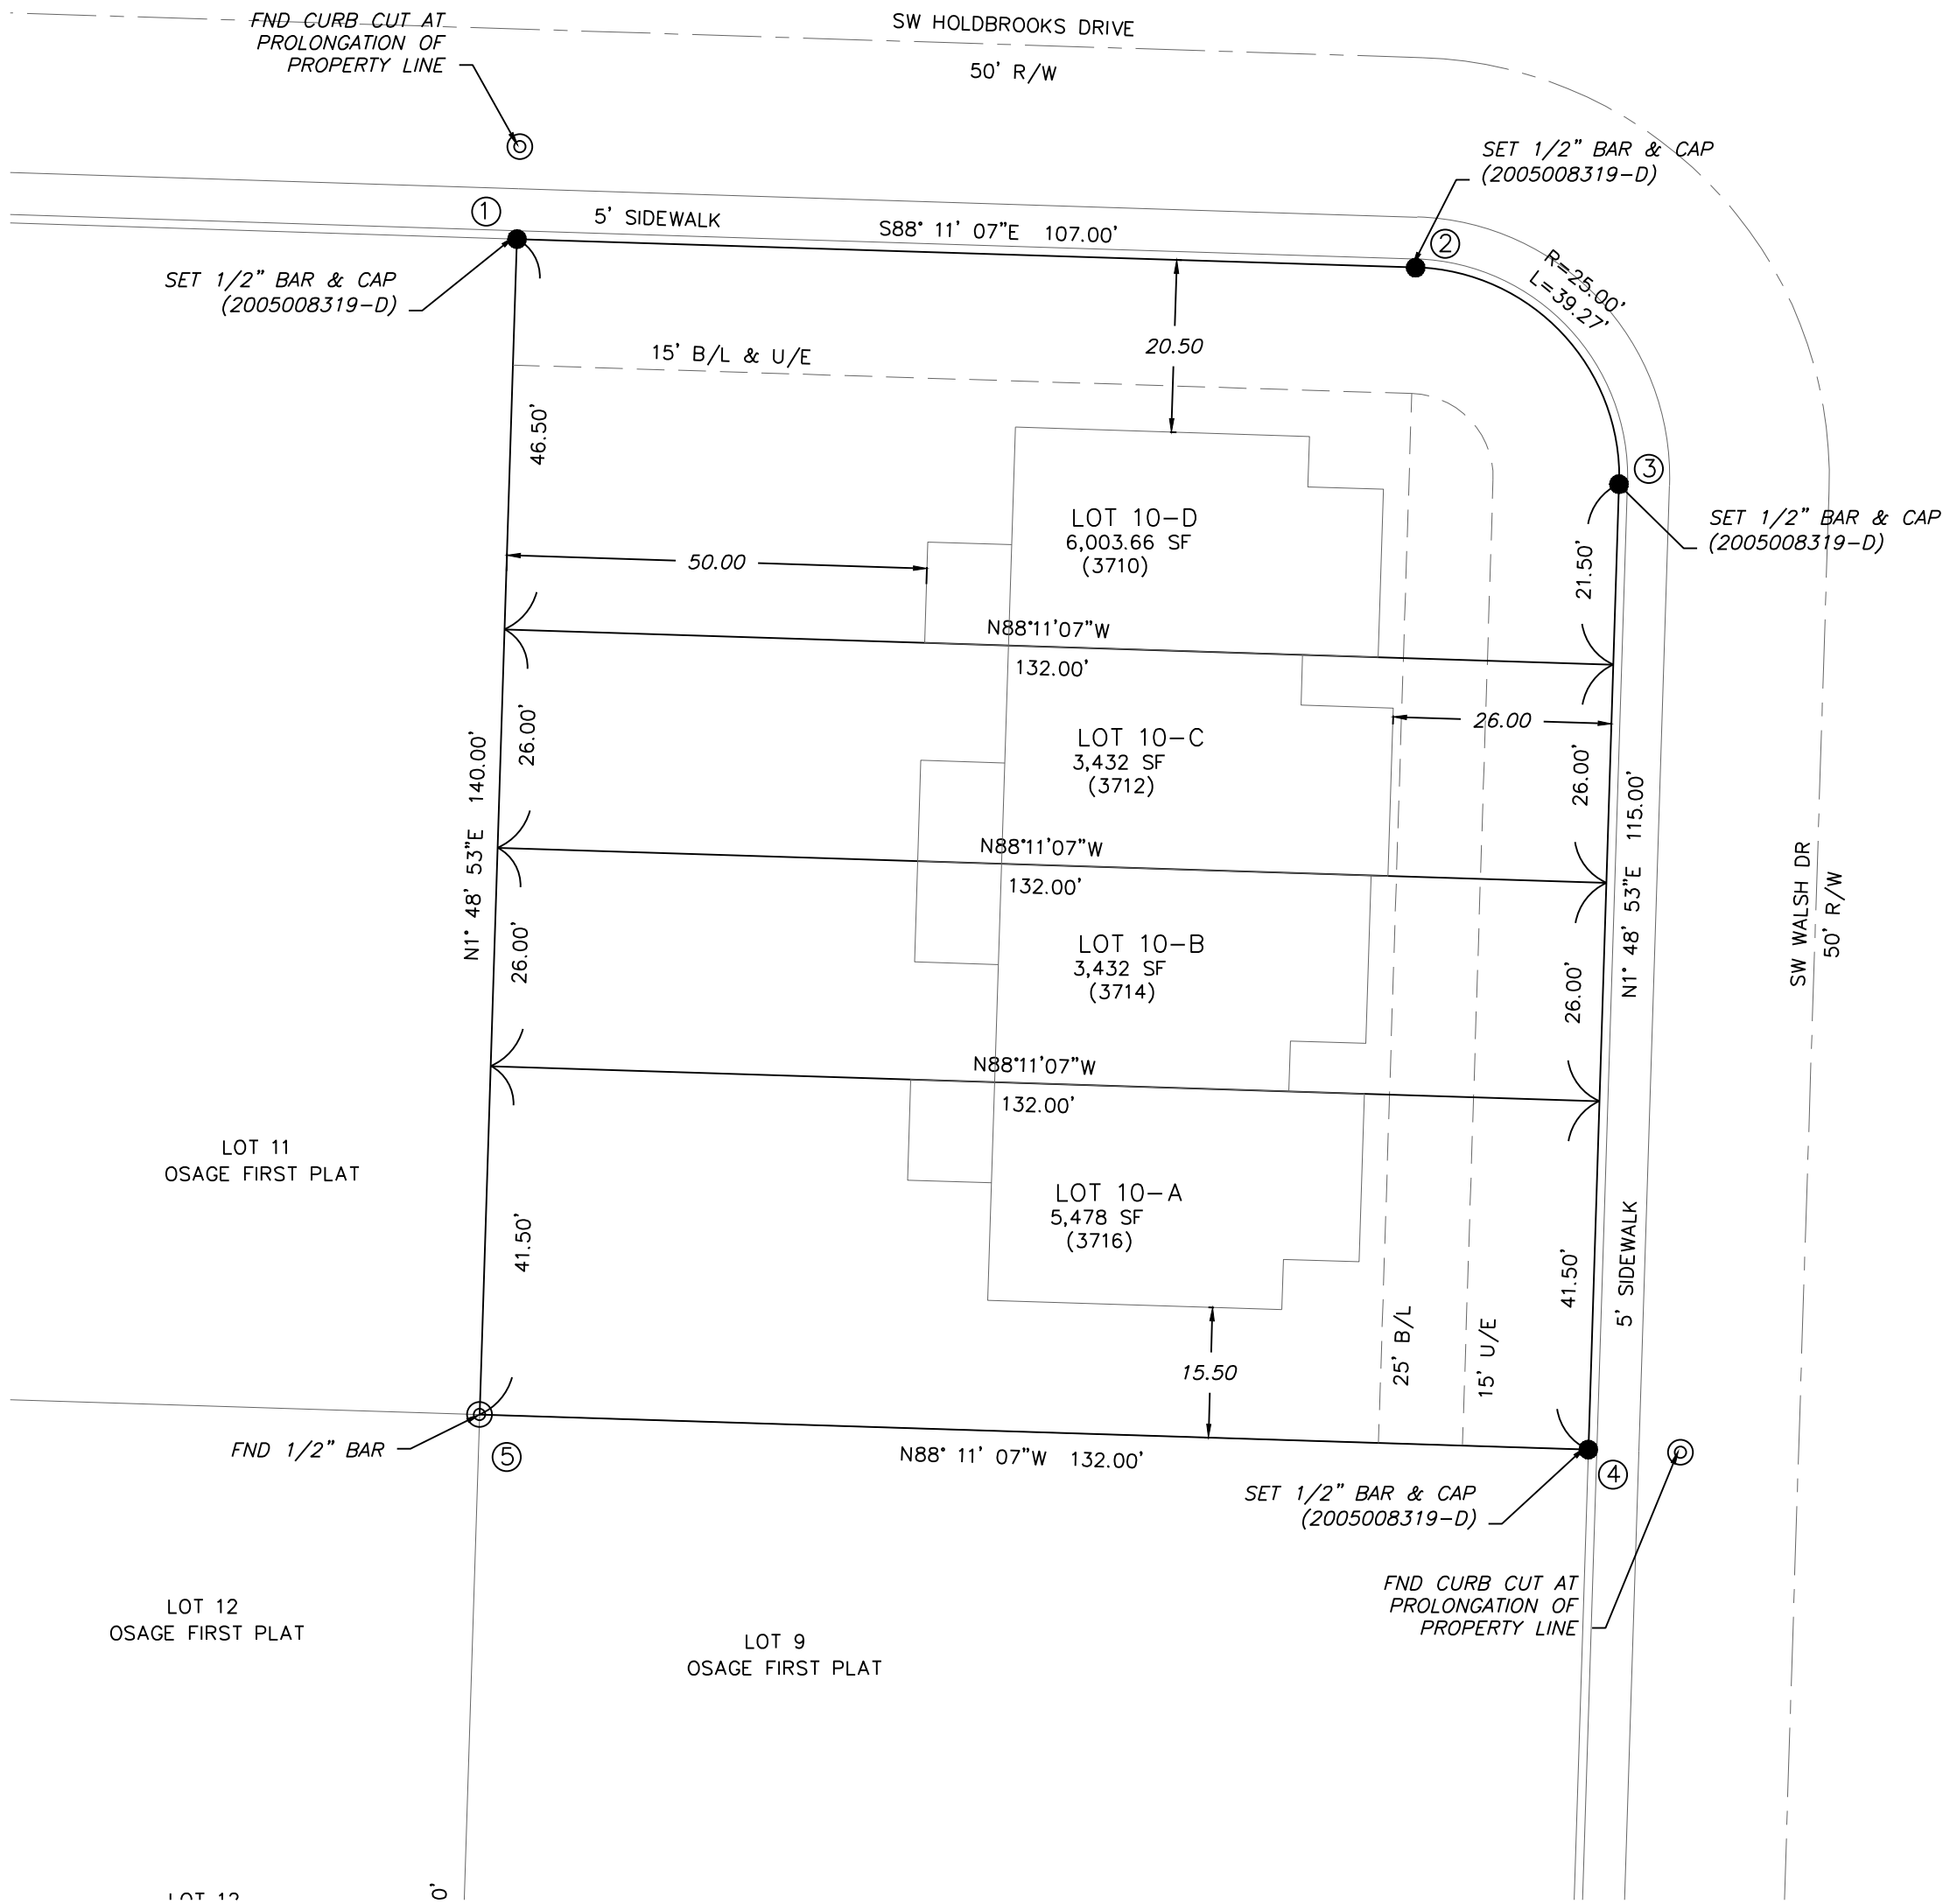 FND CURB CUT AT
PROLONGATION OF
PROPERTY LINE
SW HOLDBROOKS DRIVE
50' R/W
SET 1/2" BAR & CAP
(2005008319-D)
1
5' SIDEWALK
S88° 11' 07"E 107.00'
2
R=25.00'
L=39.27'
SET 1/2" BAR & CAP
(2005008319-D)
15' B/L & U/E
20.50
46.50'
3
SET 1/2" BAR & CAP
(2005008319-D)
LOT 10-D
6,003.66 SF
(3710)
50.00
21.50'
N88°11'07"W
132.00'
26.00'
LOT 10-C
3,432 SF
(3712)
26.00
26.00'
N1° 48' 53"E 140.00'
N1° 48' 53"E 115.00'
SW WALSH DR
50' R/W
N88°11'07"W
132.00'
26.00'
LOT 10-B
3,432 SF
(3714)
26.00'
N88°11'07"W
132.00'
LOT 11
OSAGE FIRST PLAT
41.50'
LOT 10-A
5,478 SF
(3716)
41.50'
5' SIDEWALK
25' B/L
15' U/E
15.50
FND 1/2" BAR
5
N88° 11' 07"W 132.00'
4
SET 1/2" BAR & CAP
(2005008319-D)
FND CURB CUT AT
PROLONGATION OF
PROPERTY LINE
LOT 12
OSAGE FIRST PLAT
LOT 9
OSAGE FIRST PLAT
LOT 12
0'